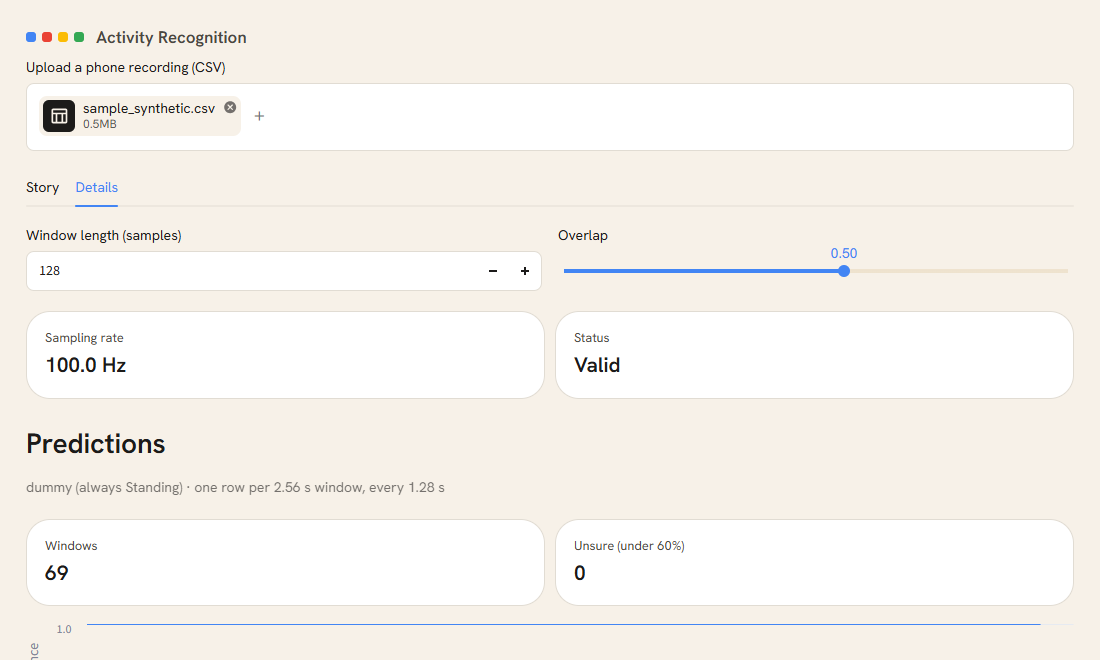 Activity Recognition
Upload a phone recording (CSV)
sample_synthetic.csv
0.5MB
Story Details
Window length (samples)
128
Overlap
0.50
Sampling rate
100.0 Hz
Status
Valid
Predictions
dummy (always Standing) · one row per 2.56 s window, every 1.28 s
Windows
69
Unsure (under 60%)
0
1.0